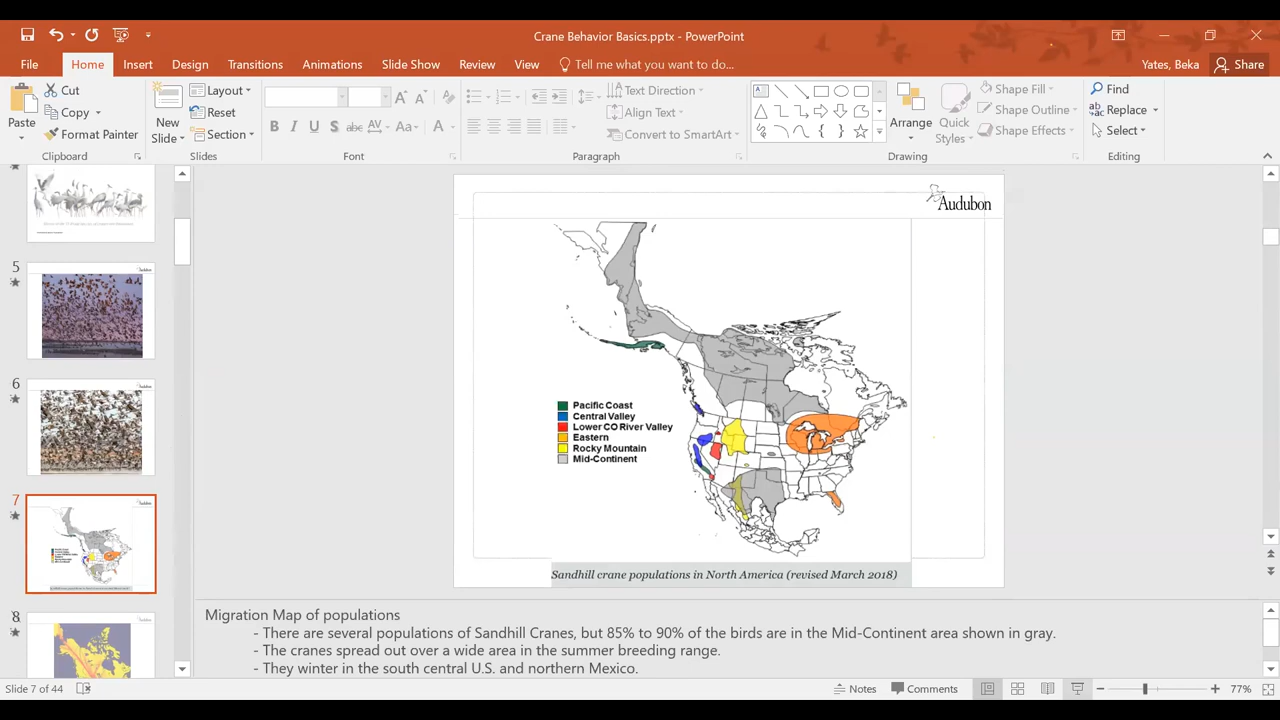 Crane Behavior Basics.pptx - PowerPoint
File Home Insert Design Transitions Animations Slide Show Review View Tell me what you want to do... Yates, Beka Share
Paste
Cut
Copy
Format Painter
Clipboard
New Slide
Layout
Reset
Section
Slides
B I U S abc AV Aa A
Font
Text Direction
Align Text
Convert to SmartArt
Paragraph
Arrange
Quick Styles
Shape Fill
Shape Outline
Shape Effects
Drawing
Find
Replace
Select
Editing
5
6
7
8
Audubon
Pacific Coast
Central Valley
Lower CO River Valley
Eastern
Rocky Mountain
Mid-Continent
Sandhill crane populations in North America (revised March 2018)
Migration Map of populations
- There are several populations of Sandhill Cranes, but 85% to 90% of the birds are in the Mid-Continent area shown in gray.
- The cranes spread out over a wide area in the summer breeding range.
- They winter in the south central U.S. and northern Mexico.
Slide 7 of 44 Notes Comments 77%